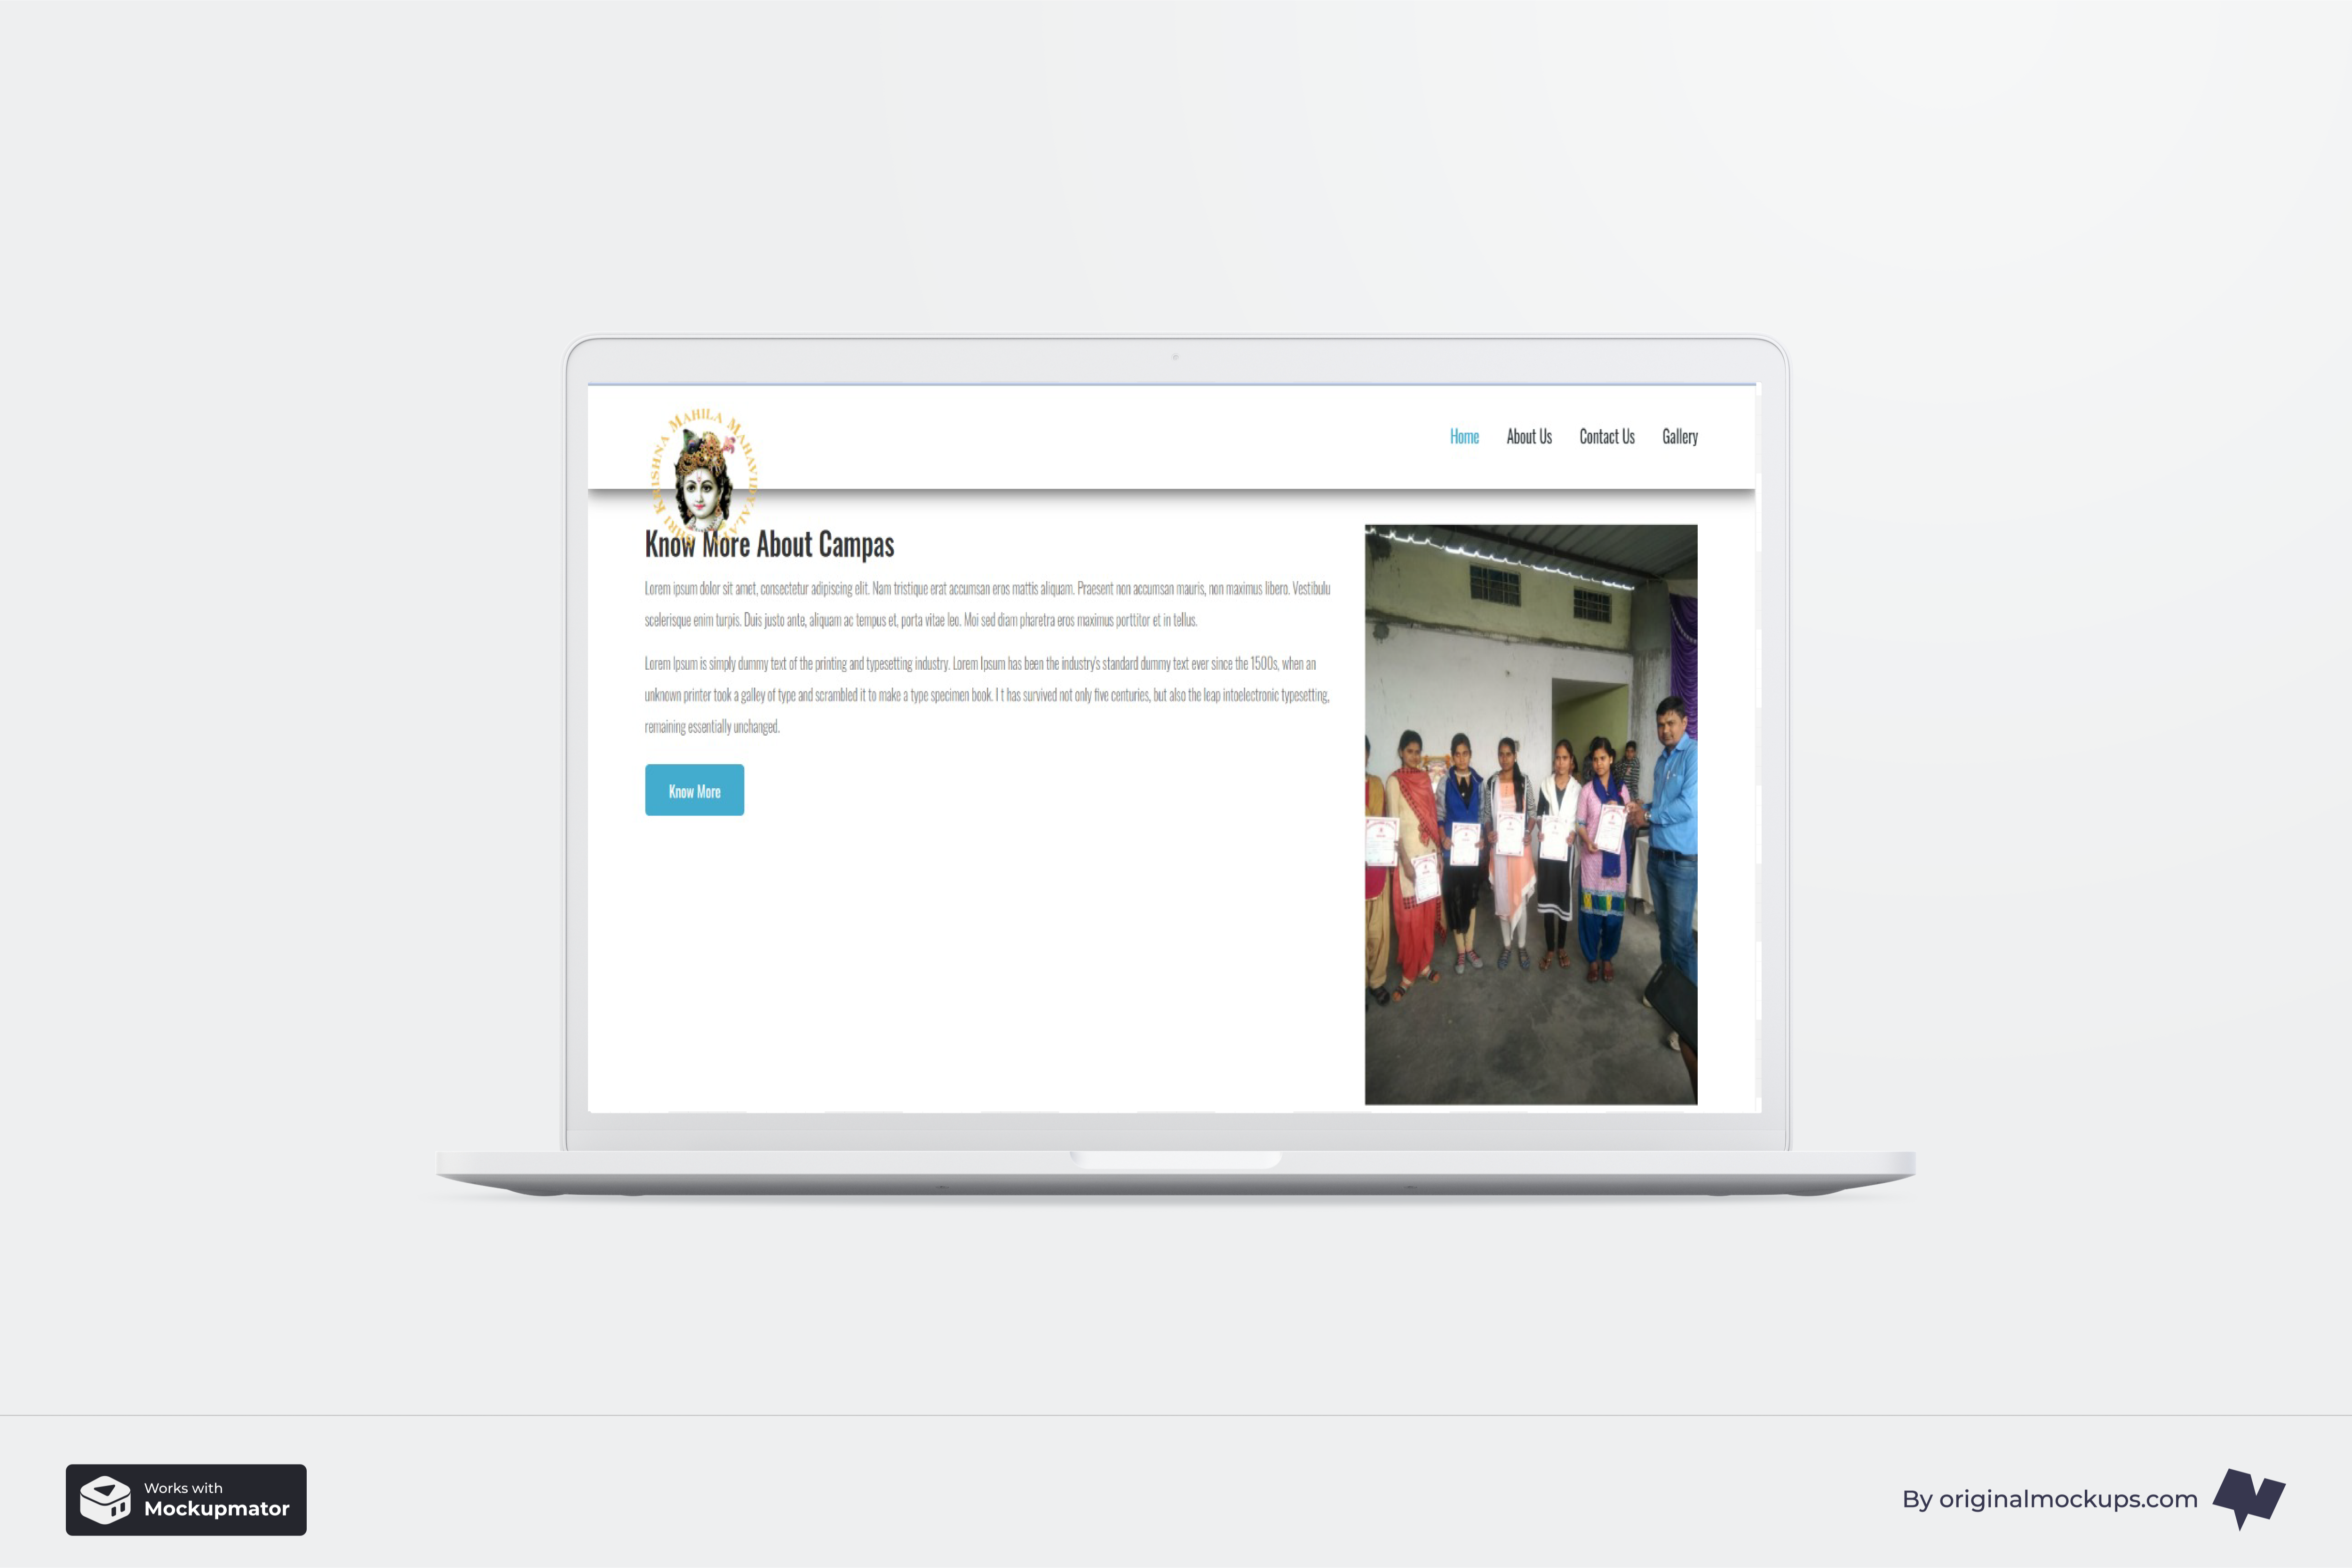 SHRI KRISHNA MAHILA MAHAVIDYALAYA
Home About Us Contact Us Gallery
Know More About Campas
Lorem ipsum dolor sit amet, consectetur adipiscing elit. Nam tristique erat accumsan eros mattis aliquam. Praesent non accumsan mauris, non maximus libero. Vestibulu
scelerisque enim turpis. Duis justo ante, aliquam ac tempus et, porta vitae leo. Moi sed diam pharetra eros maximus porttitor et in tellus.
Lorem Ipsum is simply dummy text of the printing and typesetting industry. Lorem Ipsum has been the industry's standard dummy text ever since the 1500s, when an
unknown printer took a galley of type and scrambled it to make a type specimen book. I t has survived not only five centuries, but also the leap intoelectronic typesetting,
remaining essentially unchanged.
Know More
Works with
Mockupmator
By originalmockups.com